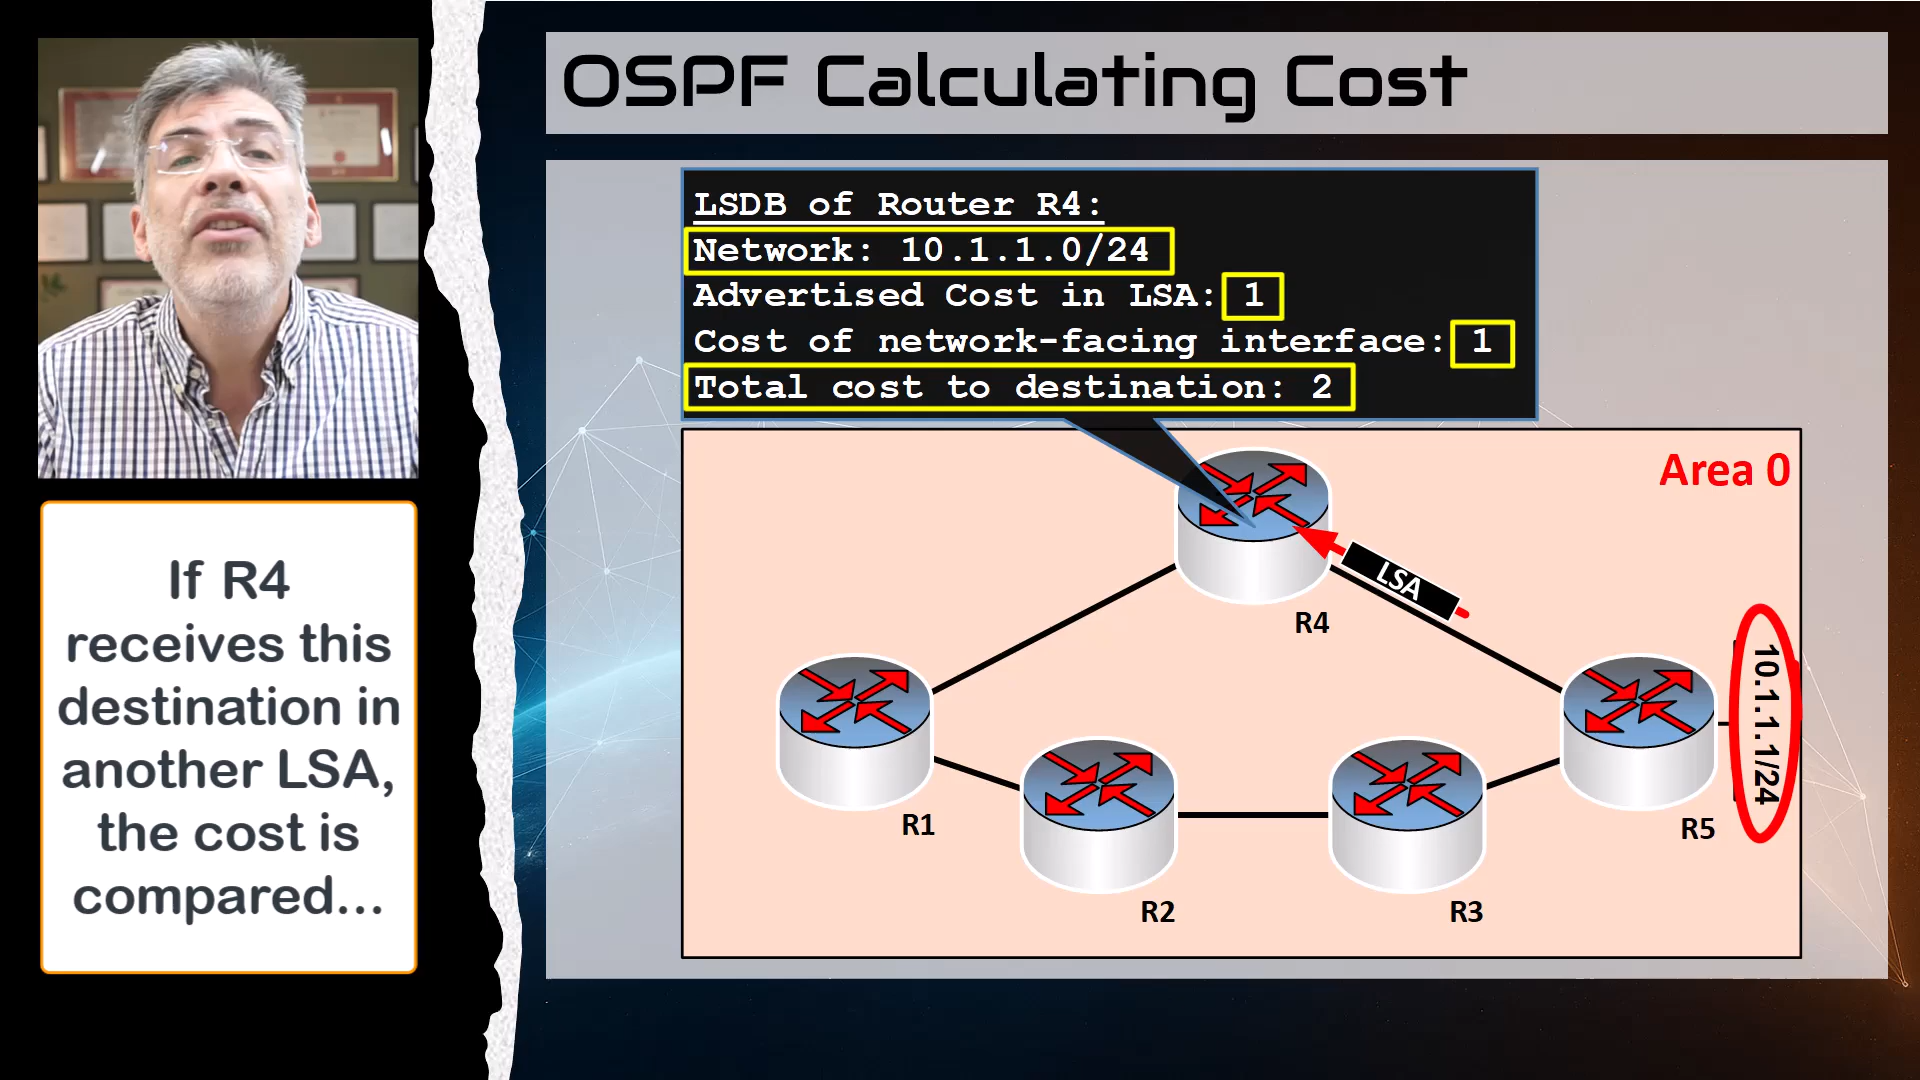 OSPF Calculating Cost
LSDB of Router R4:
Network: 10.1.1.0/24
Advertised Cost in LSA: 1
Cost of network-facing interface: 1
Total cost to destination: 2
If R4
receives this
destination in
another LSA,
the cost is
compared...
Area 0
LSA
R4
10.1.1.1/24
R1
R5
R2
R3